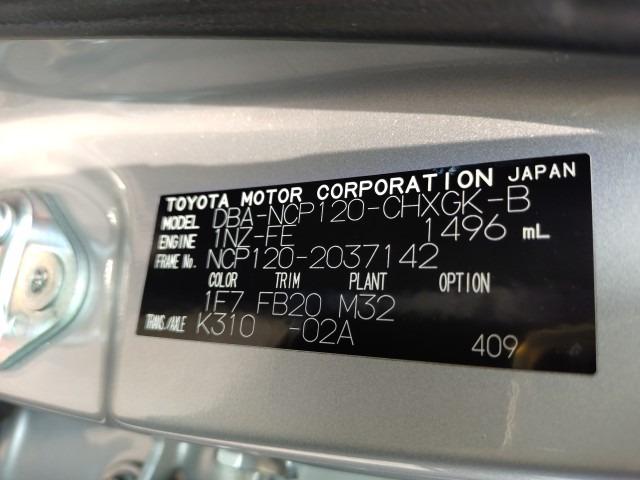 TOYOTA MOTOR CORPORATION JAPAN
MODEL DBA-NCP120-CHXGK-B
ENGINE 1NZ-FE 1496 mL
FRAME No. NCP120-2037142
COLOR TRIM PLANT OPTION
1F7 FB20 M32
TRANS./AXLE K310 -02A
409